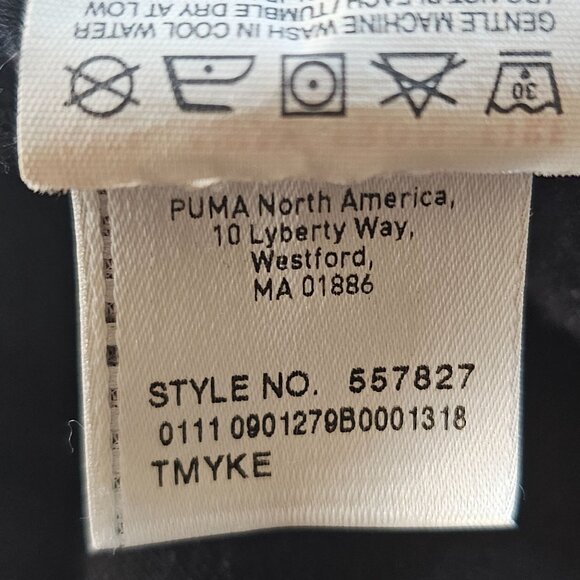 GENTLE MACHINE WASH IN COOL WATER
BLEACH / TUMBLE DRY AT LOW
30
PUMA North America,
10 Lyberty Way,
Westford,
MA 01886
STYLE NO. 557827
0111 0901279B0001318
TMYKE